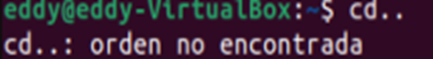 eddy@eddy-VirtualBox:~$ cd..
cd..: orden no encontrada